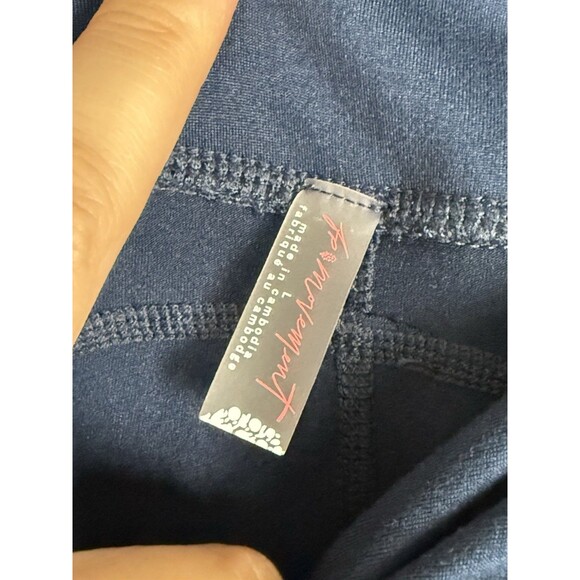 fp movement
L
made in cambodia
fabriqué au cambodge